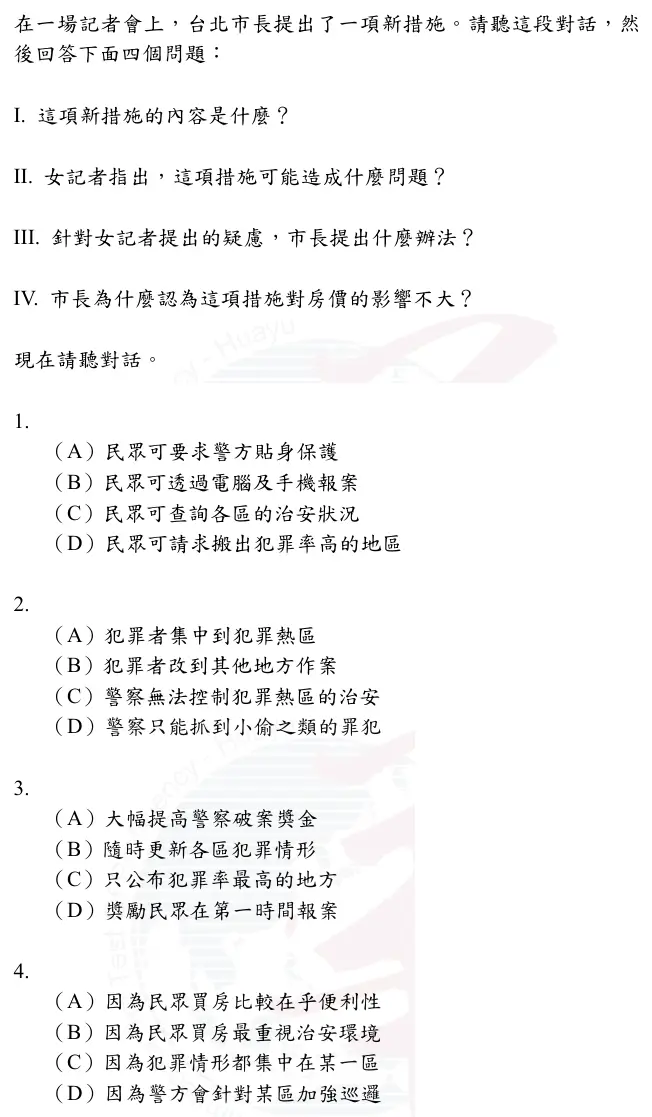 在一場記者會上，台北市長提出了一項新措施。請聽這段對話，然
後回答下面四個問題：
I. 這項新措施的內容是什麼？
II. 女記者指出，這項措施可能造成什麼問題？
III. 針對女記者提出的疑慮，市長提出什麼辦法？
IV. 市長為什麼認為這項措施對房價的影響不大？
現在請聽對話。
1.
（A）民眾可要求警方貼身保護
（B）民眾可透過電腦及手機報案
（C）民眾可查詢各區的治安狀況
（D）民眾可請求搬出犯罪率高的地區
2.
（A）犯罪者集中到犯罪熱區
（B）犯罪者改到其他地方作案
（C）警察無法控制犯罪熱區的治安
（D）警察只能抓到小偷之類的罪犯
3.
（A）大幅提高警察破案獎金
（B）隨時更新各區犯罪情形
（C）只公布犯罪率最高的地方
（D）獎勵民眾在第一時間報案
4.
（A）因為民眾買房比較在乎便利性
（B）因為民眾買房最重視治安環境
（C）因為犯罪情形都集中在某一區
（D）因為警方會針對某區加強巡邏